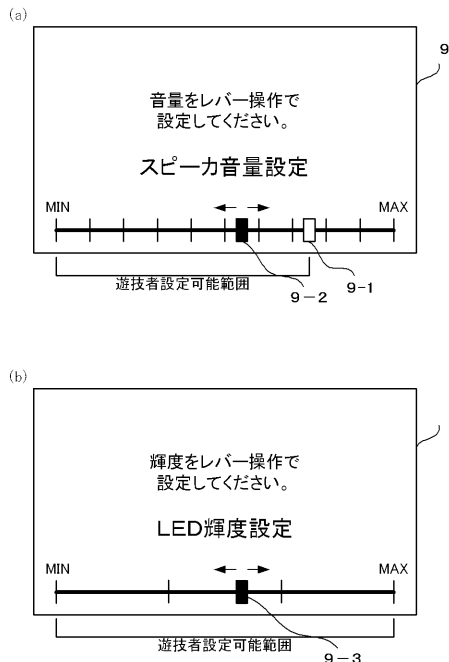 (a)
9
音量をレバー操作で
設定してください。
スピーカ音量設定
MIN
MAX
遊技者設定可能範囲
9-2
9-1
(b)
輝度をレバー操作で
設定してください。
LED輝度設定
MIN
MAX
遊技者設定可能範囲
9-3